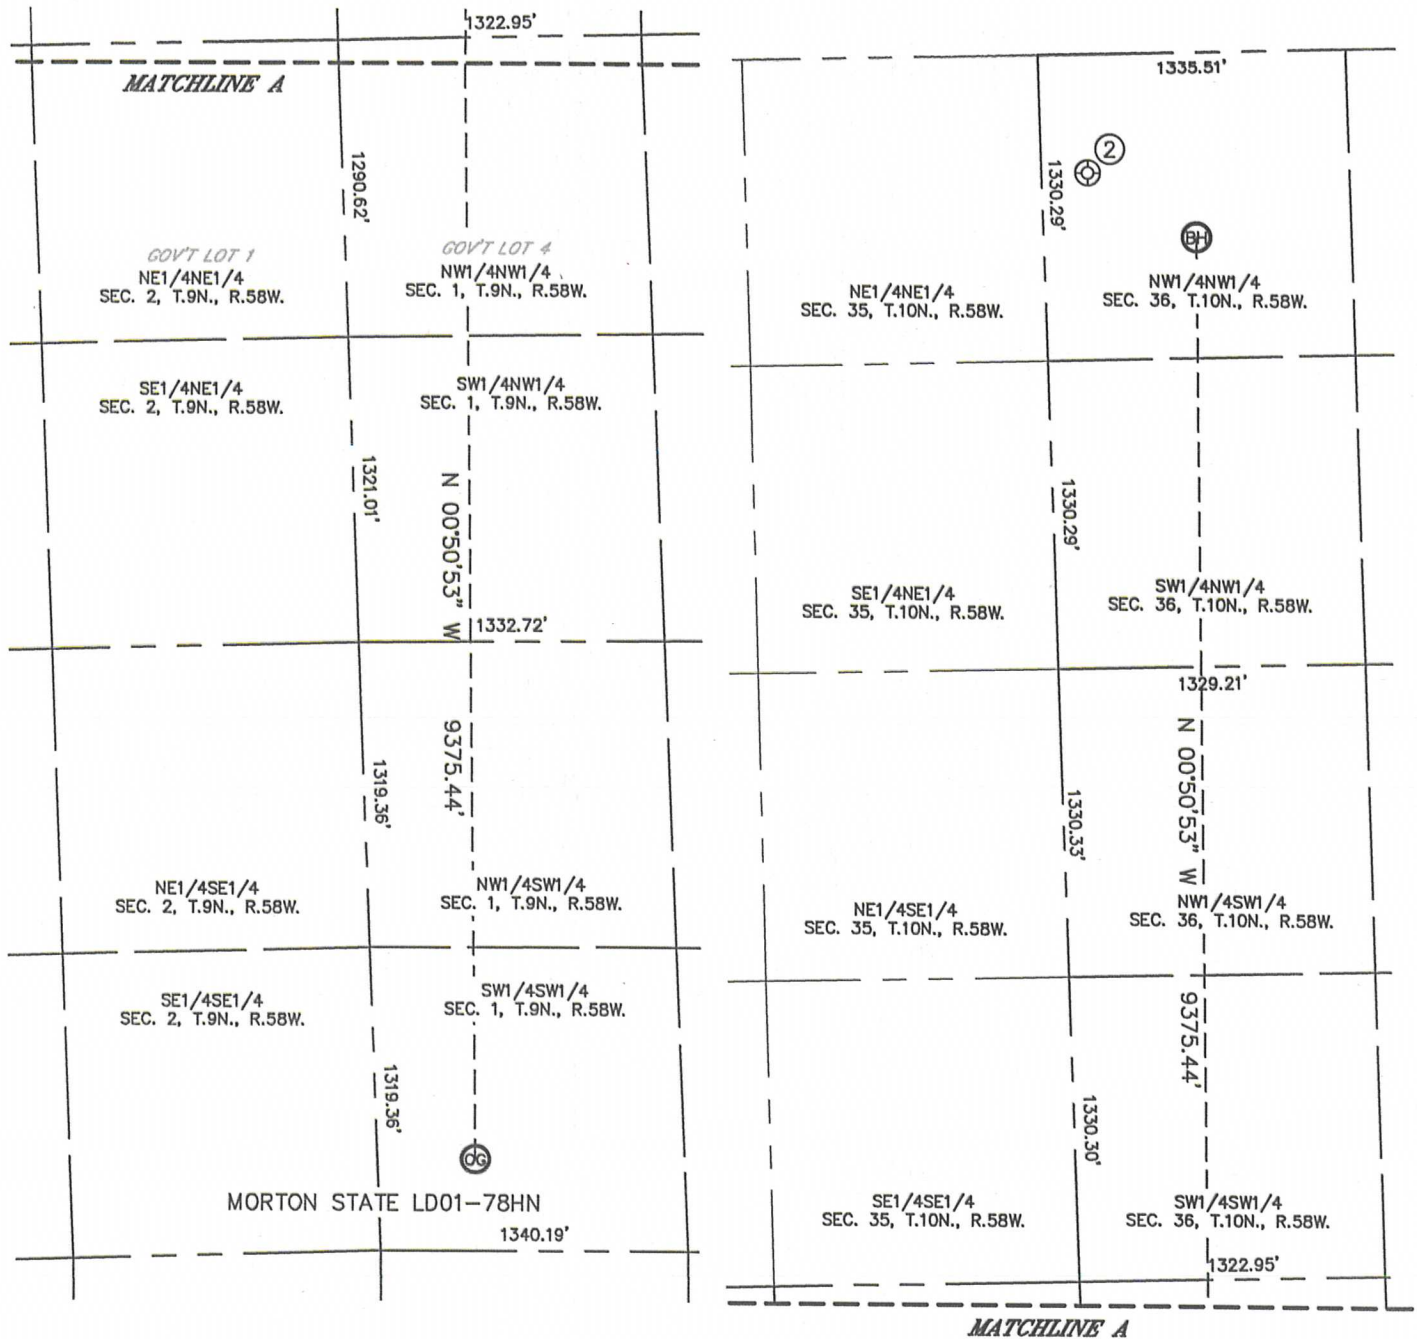 1322.95'
MATCHLINE A
1290.62'
GOV'T LOT 1
NE1/4NE1/4
SEC. 2, T.9N., R.58W.
GOV'T LOT 4
NW1/4NW1/4
SEC. 1, T.9N., R.58W.
SE1/4NE1/4
SEC. 2, T.9N., R.58W.
SW1/4NW1/4
SEC. 1, T.9N., R.58W.
1321.01'
N 00°50'53" W
1332.72'
9375.44'
1319.36'
NE1/4SE1/4
SEC. 2, T.9N., R.58W.
NW1/4SW1/4
SEC. 1, T.9N., R.58W.
SE1/4SE1/4
SEC. 2, T.9N., R.58W.
SW1/4SW1/4
SEC. 1, T.9N., R.58W.
1319.36'
OG
MORTON STATE LD01-78HN
1340.19'
1335.51'
2
1330.29'
BH
NE1/4NE1/4
SEC. 35, T.10N., R.58W.
NW1/4NW1/4
SEC. 36, T.10N., R.58W.
1330.29'
SE1/4NE1/4
SEC. 35, T.10N., R.58W.
SW1/4NW1/4
SEC. 36, T.10N., R.58W.
1329.21'
N 00°50'53" W
1330.33'
NE1/4SE1/4
SEC. 35, T.10N., R.58W.
NW1/4SW1/4
SEC. 36, T.10N., R.58W.
9375.44'
1330.30'
SE1/4SE1/4
SEC. 35, T.10N., R.58W.
SW1/4SW1/4
SEC. 36, T.10N., R.58W.
1322.95'
MATCHLINE A